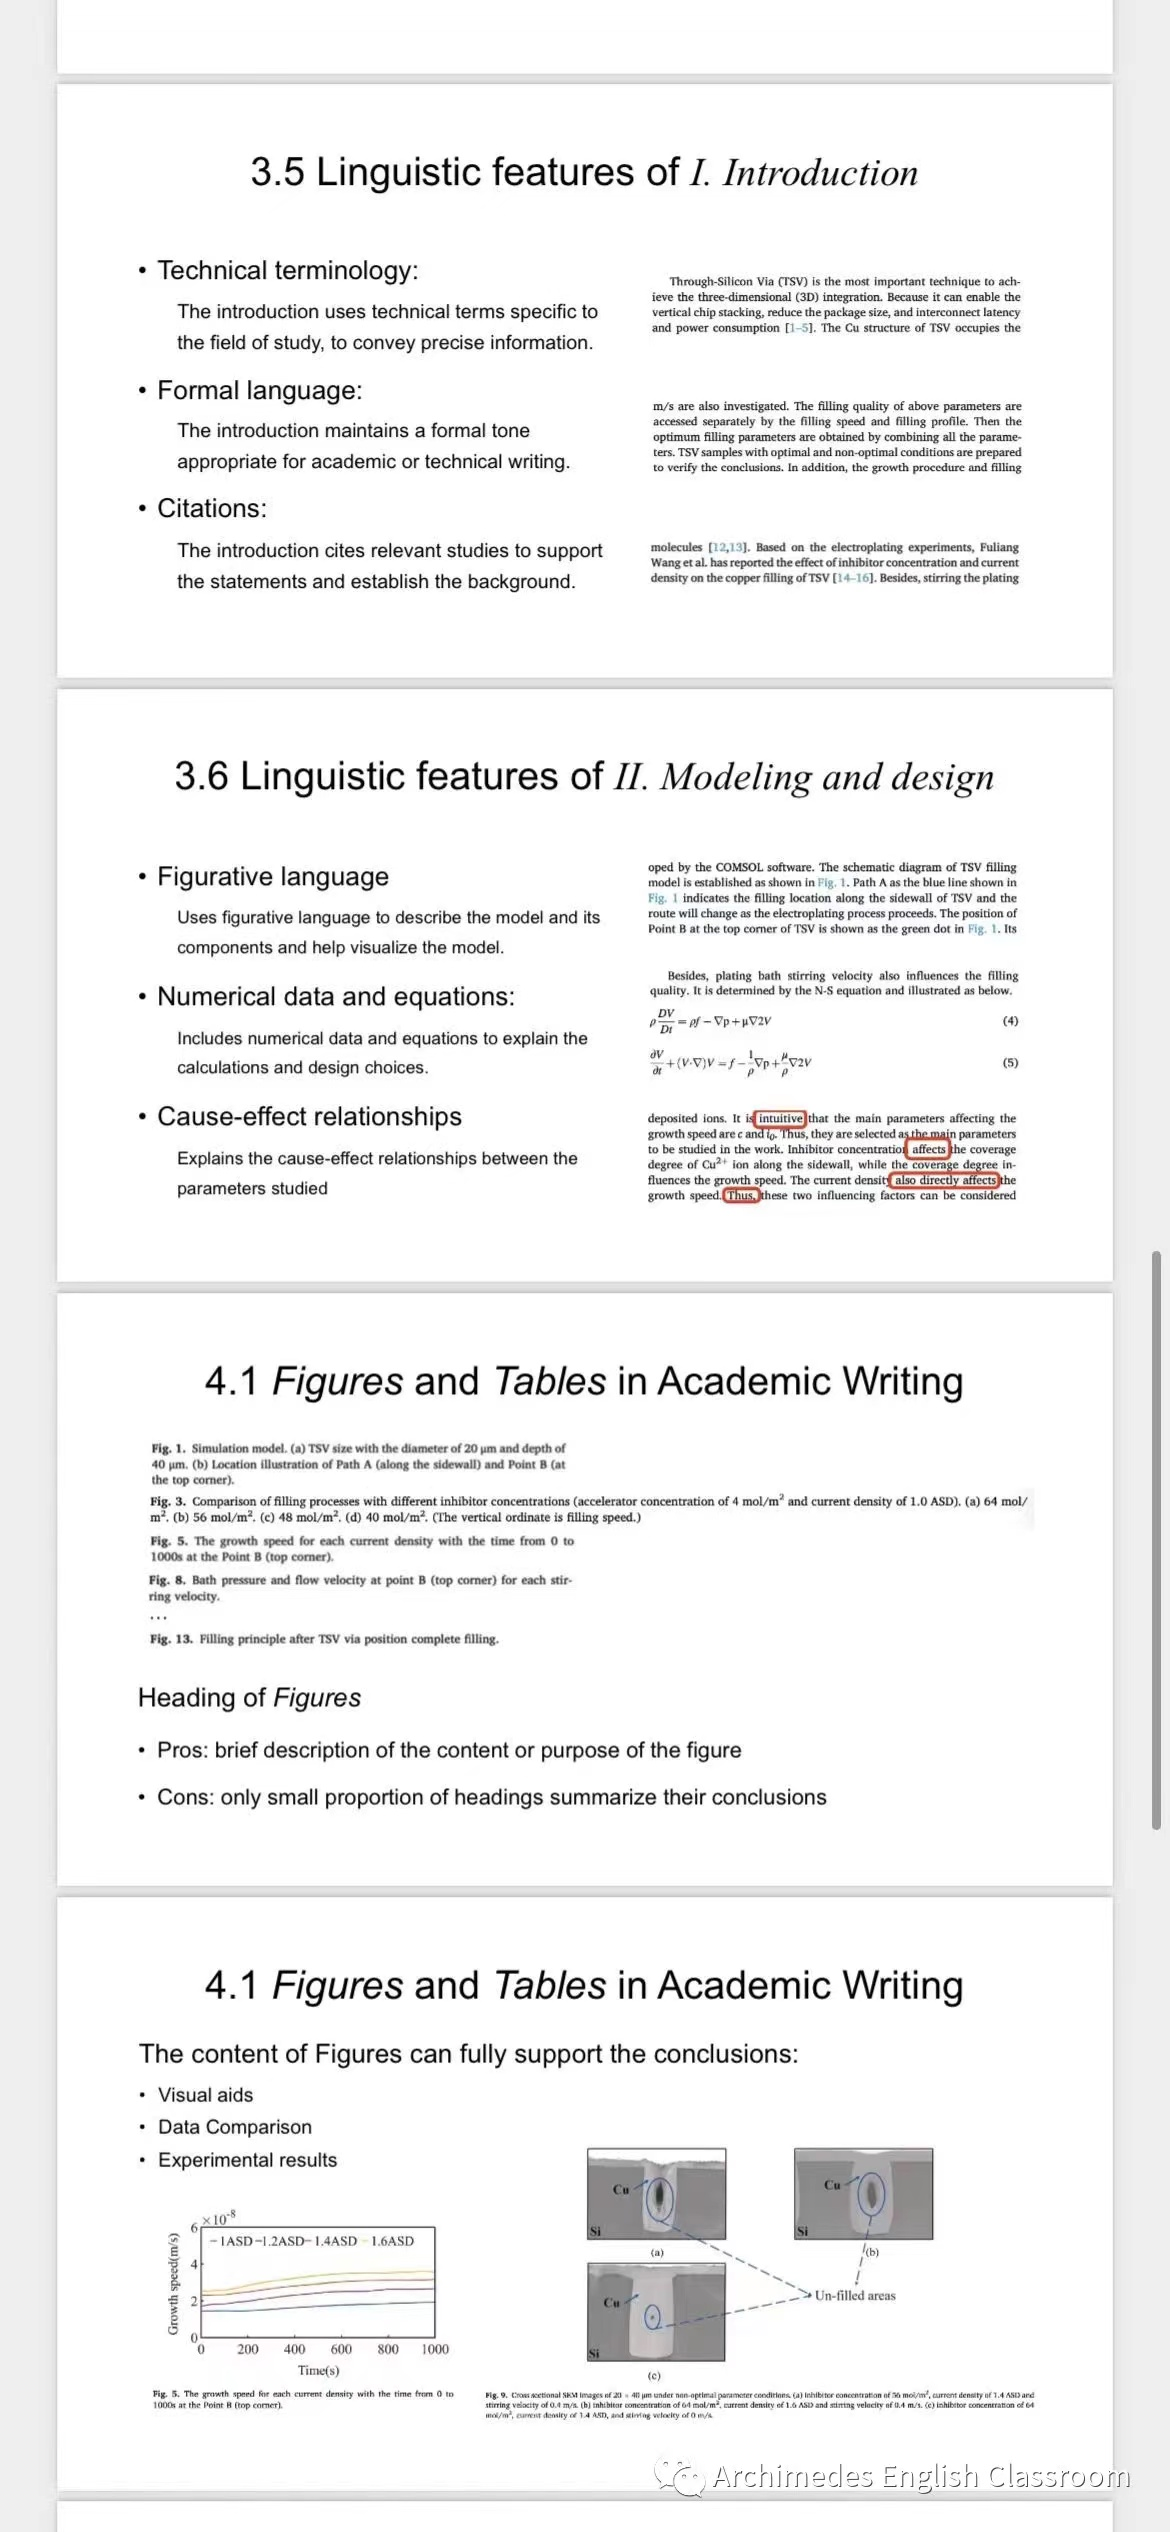 3.5 Linguistic features of I. Introduction
• Technical terminology:
The introduction uses technical terms specific to
the field of study, to convey precise information.
Through-Silicon Via (TSV) is the most important technique to ach-
ieve the three-dimensional (3D) integration. Because it can enable the
vertical chip stacking, reduce the package size, and interconnect latency
and power consumption [1–5]. The Cu structure of TSV occupies the
• Formal language:
The introduction maintains a formal tone
appropriate for academic or technical writing.
m/s are also investigated. The filling quality of above parameters are
accessed separately by the filling speed and filling profile. Then the
optimum filling parameters are obtained by combining all the parame-
ters. TSV samples with optimal and non-optimal conditions are prepared
to verify the conclusions. In addition, the growth procedure and filling
• Citations:
The introduction cites relevant studies to support
the statements and establish the background.
molecules [12,13]. Based on the electroplating experiments, Fuliang
Wang et al. has reported the effect of inhibitor concentration and current
density on the copper filling of TSV [14–16]. Besides, stirring the plating
3.6 Linguistic features of II. Modeling and design
• Figurative language
Uses figurative language to describe the model and its
components and help visualize the model.
oped by the COMSOL software. The schematic diagram of TSV filling
model is established as shown in Fig. 1. Path A as the blue line shown in
Fig. 1 indicates the filling location along the sidewall of TSV and the
route will change as the electroplating process proceeds. The position of
Point B at the top corner of TSV is shown as the green dot in Fig. 1. Its
• Numerical data and equations:
Includes numerical data and equations to explain the
calculations and design choices.
Besides, plating bath stirring velocity also influences the filling
quality. It is determined by the N-S equation and illustrated as below.
ρ DV/Dt = ρf − ∇p + μ∇2V (4)
∂V/∂t + (V·∇)V = f − 1/ρ ∇p + μ/ρ ∇2V (5)
• Cause-effect relationships
Explains the cause-effect relationships between the
parameters studied
deposited ions. It is intuitive that the main parameters affecting the
growth speed are c and i₀. Thus, they are selected as the main parameters
to be studied in the work. Inhibitor concentration affects the coverage
degree of Cu²⁺ ion along the sidewall, while the coverage degree in-
fluences the growth speed. The current density also directly affects the
growth speed. Thus, these two influencing factors can be considered
4.1 Figures and Tables in Academic Writing
Fig. 1. Simulation model. (a) TSV size with the diameter of 20 μm and depth of
40 μm. (b) Location illustration of Path A (along the sidewall) and Point B (at
the top corner).
Fig. 3. Comparison of filling processes with different inhibitor concentrations (accelerator concentration of 4 mol/m² and current density of 1.0 ASD). (a) 64 mol/
m². (b) 56 mol/m². (c) 48 mol/m². (d) 40 mol/m². (The vertical ordinate is filling speed.)
Fig. 5. The growth speed for each current density with the time from 0 to
1000s at the Point B (top corner).
Fig. 8. Bath pressure and flow velocity at point B (top corner) for each stir-
ring velocity.
...
Fig. 13. Filling principle after TSV via position complete filling.
Heading of Figures
• Pros: brief description of the content or purpose of the figure
• Cons: only small proportion of headings summarize their conclusions
4.1 Figures and Tables in Academic Writing
The content of Figures can fully support the conclusions:
• Visual aids
• Data Comparison
• Experimental results
×10⁻⁸
1ASD 1.2ASD 1.4ASD 1.6ASD
Growth speed(m/s)
6
4
2
0
0 200 400 600 800 1000
Time(s)
Fig. 5. The growth speed for each current density with the time from 0 to
1000s at the Point B (top corner).
Cu
Si
(a)
Cu
Si
(b)
Cu
Si
(c)
Un-filled areas
Fig. 9. Cross sectional SEM images of 20 × 40 μm under non-optimal parameter conditions. (a) Inhibitor concentration of 56 mol/m², current density of 1.4 ASD and
stirring velocity of 0.4 m/s. (b) Inhibitor concentration of 64 mol/m², current density of 1.6 ASD and stirring velocity of 0.4 m/s. (c) Inhibitor concentration of 64
mol/m², current density of 1.4 ASD, and stirring velocity of 0 m/s.
Archimedes English Classroom